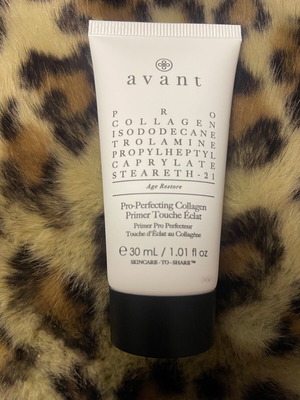 avant
PRO
COLLAGEN
ISODODECANE
TROLAMINE
PROPYLHEPTYL
CAPRYLATE
STEARETH-21
Age Restore
Pro-Perfecting Collagen
Primer Touche Éclat
Primer Pro Perfecteur
Touche d'Éclat au Collagène
℮ 30 mL / 1.01 fl oz
SKINCARE-TO-SHARE™